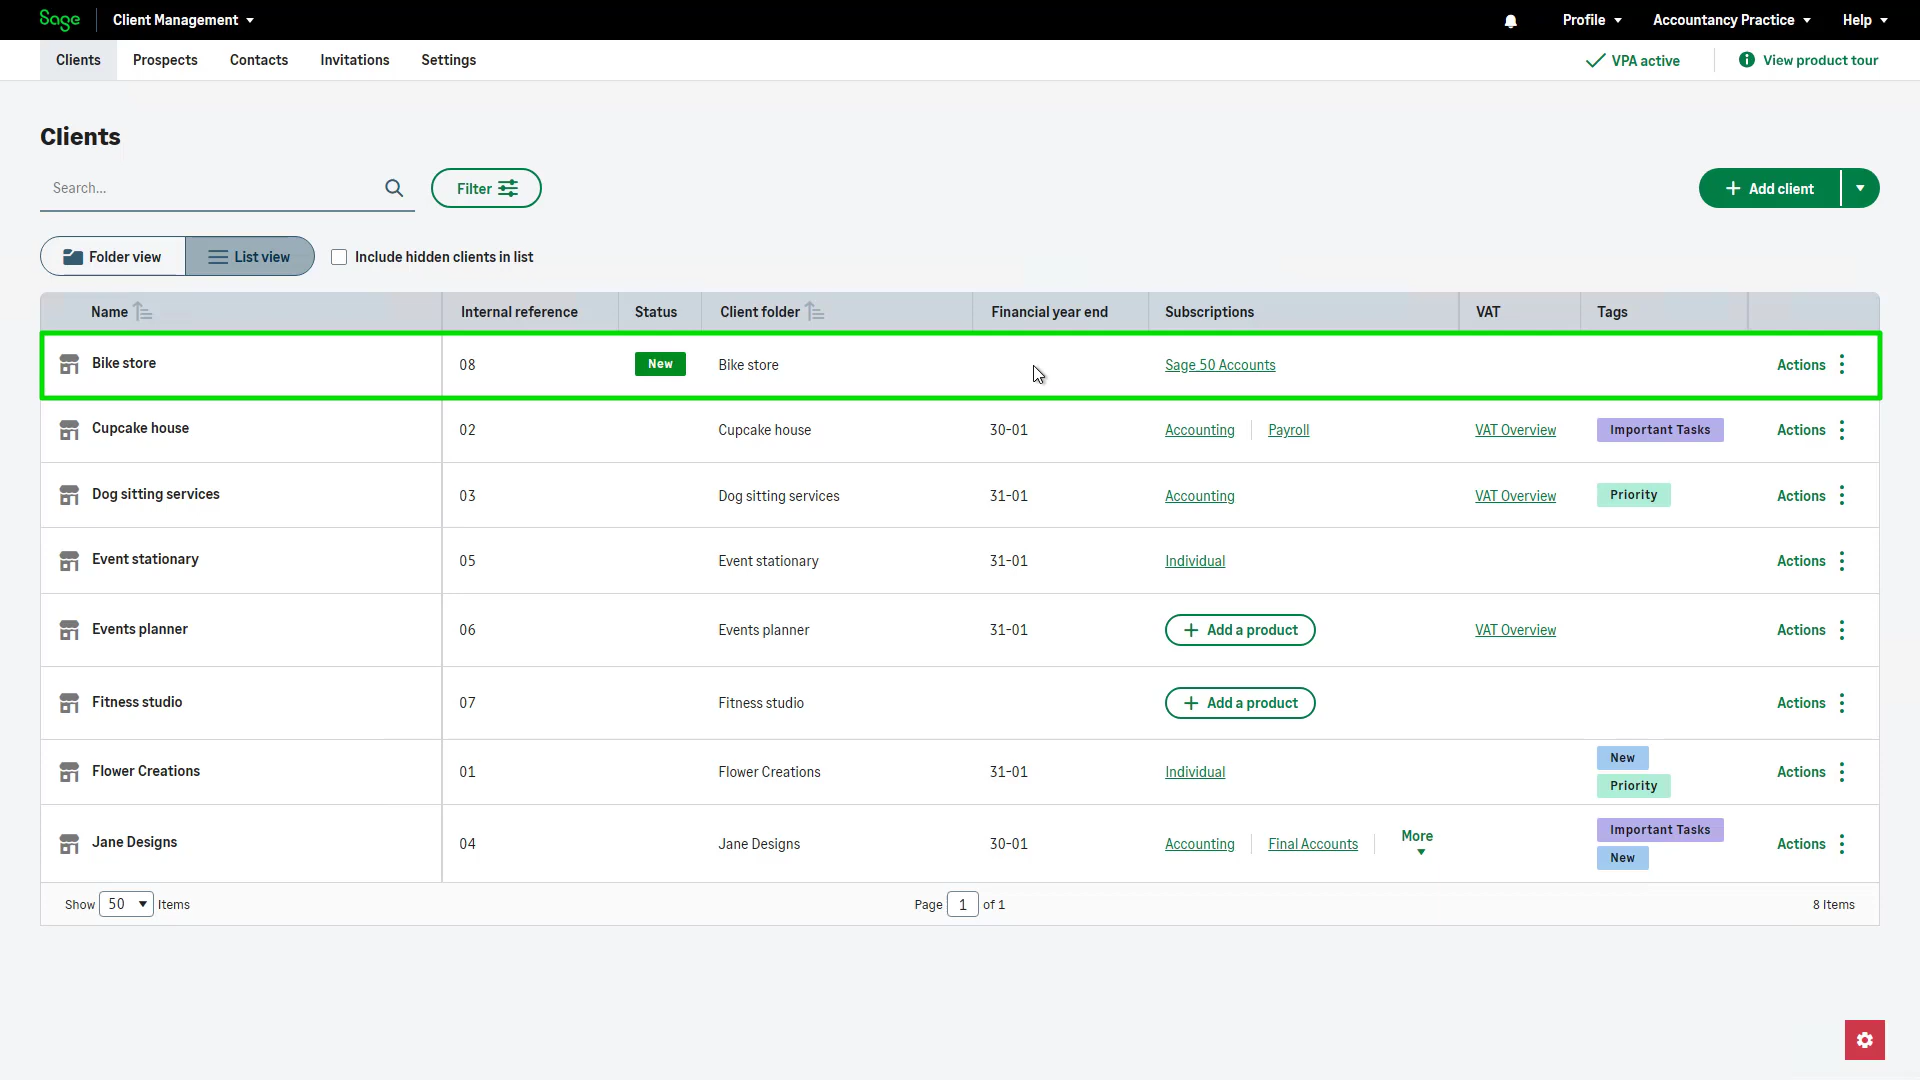 Sage Client Management Profile Accountancy Practice Help
Clients Prospects Contacts Invitations Settings VPA active View product tour
Clients
Search... Filter + Add client
Folder view List view Include hidden clients in list
Name Internal reference Status Client folder Financial year end Subscriptions VAT Tags
Bike store 08 New Bike store Sage 50 Accounts Actions
Cupcake house 02 Cupcake house 30-01 Accounting Payroll VAT Overview Important Tasks Actions
Dog sitting services 03 Dog sitting services 31-01 Accounting VAT Overview Priority Actions
Event stationary 05 Event stationary 31-01 Individual Actions
Events planner 06 Events planner 31-01 + Add a product VAT Overview Actions
Fitness studio 07 Fitness studio + Add a product Actions
Flower Creations 01 Flower Creations 31-01 Individual New Priority Actions
Jane Designs 04 Jane Designs 30-01 Accounting Final Accounts More Important Tasks New Actions
Show 50 Items Page 1 of 1 8 Items